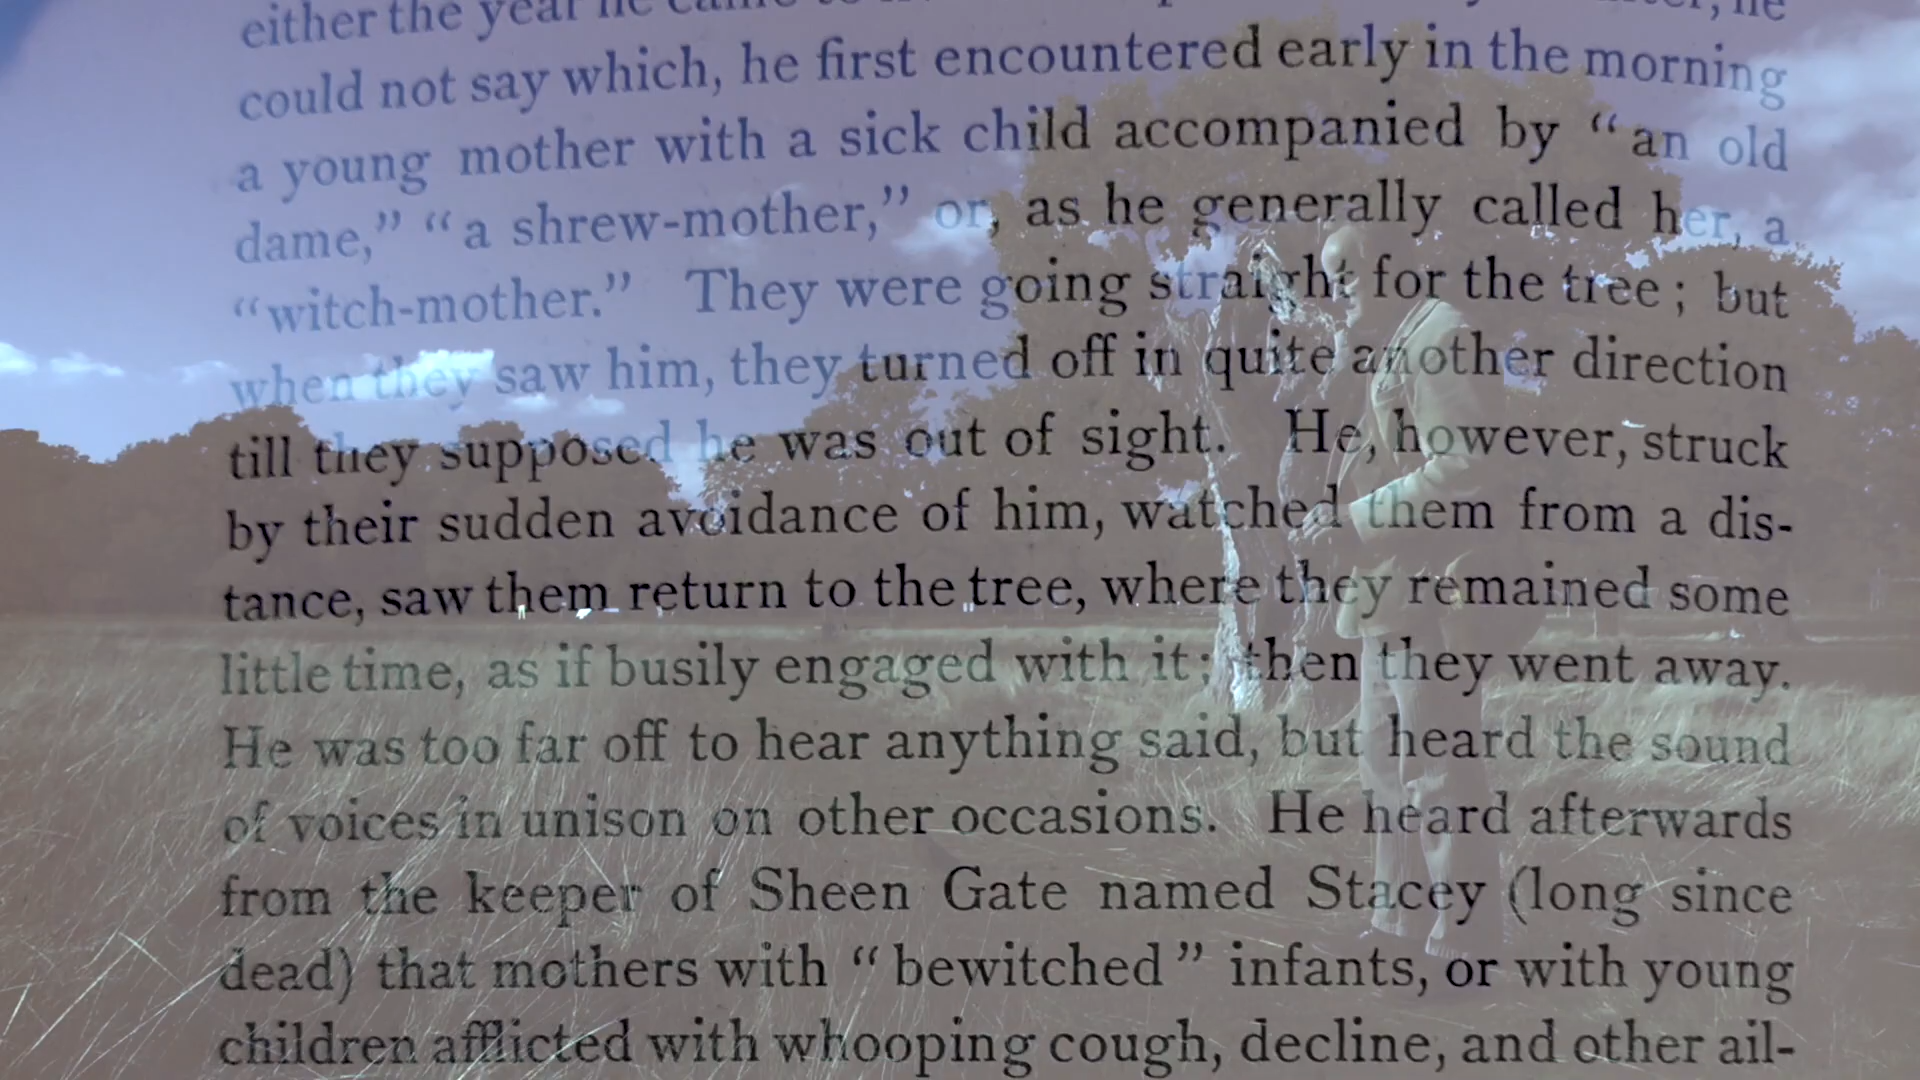 either the year he came to
could not say which, he first encountered early in the morning
a young mother with a sick child accompanied by “an old
dame,” “a shrew-mother,” or, as he generally called her, a
“witch-mother.” They were going straight for the tree; but
when they saw him, they turned off in quite another direction
till they supposed he was out of sight. He, however, struck
by their sudden avoidance of him, watched them from a dis-
tance, saw them return to the tree, where they remained some
little time, as if busily engaged with it; then they went away.
He was too far off to hear anything said, but heard the sound
of voices in unison on other occasions. He heard afterwards
from the keeper of Sheen Gate named Stacey (long since
dead) that mothers with “bewitched” infants, or with young
children afflicted with whooping cough, decline, and other ail-